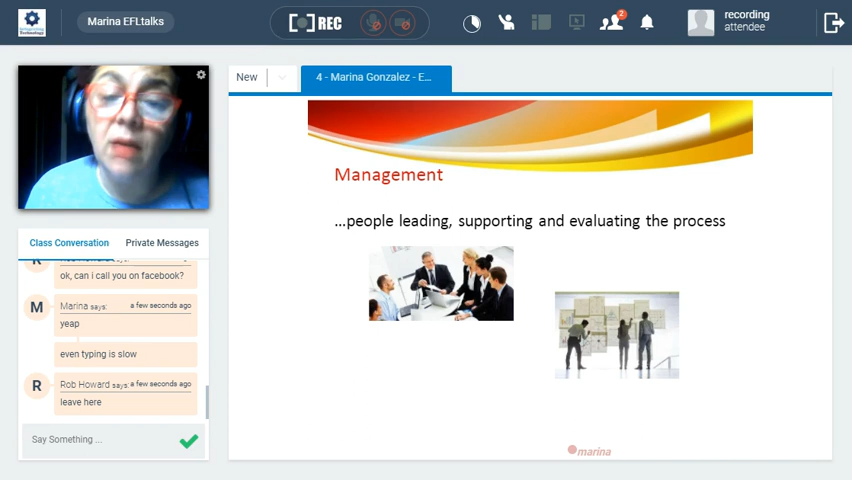 Marina EFLtalks
REC
2
recording
attendee
New
4 - Marina Gonzalez - E...
Management
...people leading, supporting and evaluating the process
marina
Class Conversation
Private Messages
ok, can i call you on facebook?
M
Marina says:
a few seconds ago
yeap
even typing is slow
R
Rob Howard says:
a few seconds ago
leave here
Say Something ...